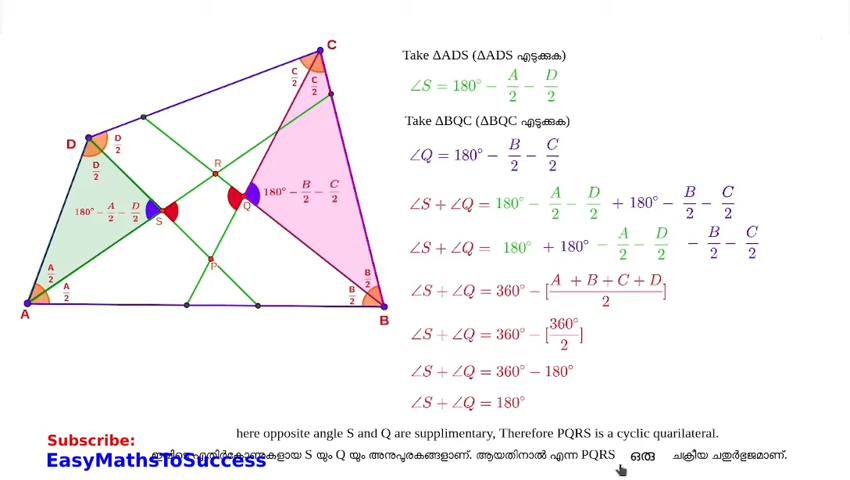 C
C/2
C/2
D
D/2
D/2
R
180° − B/2 − C/2
Q
180° − A/2 − D/2
S
P
A/2
A/2
B/2
B/2
A
B
Take ΔADS (ΔADS എടുക്കുക)
∠S = 180° − A/2 − D/2
Take ΔBQC (ΔBQC എടുക്കുക)
∠Q = 180° − B/2 − C/2
∠S + ∠Q = 180° − A/2 − D/2 + 180° − B/2 − C/2
∠S + ∠Q = 180° + 180° − A/2 − D/2 − B/2 − C/2
∠S + ∠Q = 360° − [A + B + C + D/2]
∠S + ∠Q = 360° − [360°/2]
∠S + ∠Q = 360° − 180°
∠S + ∠Q = 180°
here opposite angle S and Q are supplimentary, Therefore PQRS is a cyclic quarilateral.
എതിർകോണുകളായ S യും Q യും അനുപൂരകങ്ങളാണ്. ആയതിനാൽ എന്ന PQRS ഒരു ചക്രീയ ചതുർഭുജമാണ്.
Subscribe:
EasyMathsToSuccess